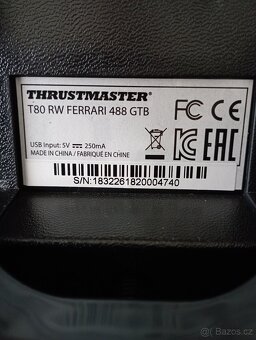 THRUSTMASTER
T80 RW FERRARI 488 GTB
FC CE
USB Input: 5V ⎓ 250mA
MADE IN CHINA / FABRIQUÉ EN CHINE
EAC
S/N:1832261820004740
Bazoš.cz